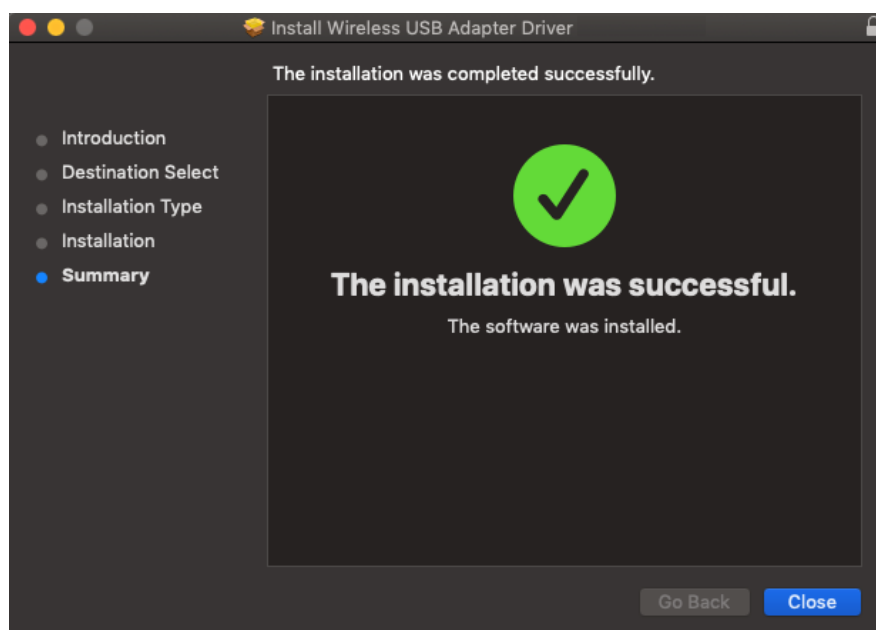 Install Wireless USB Adapter Driver
The installation was completed successfully.
Introduction
Destination Select
Installation Type
Installation
Summary
The installation was successful.
The software was installed.
Go Back
Close